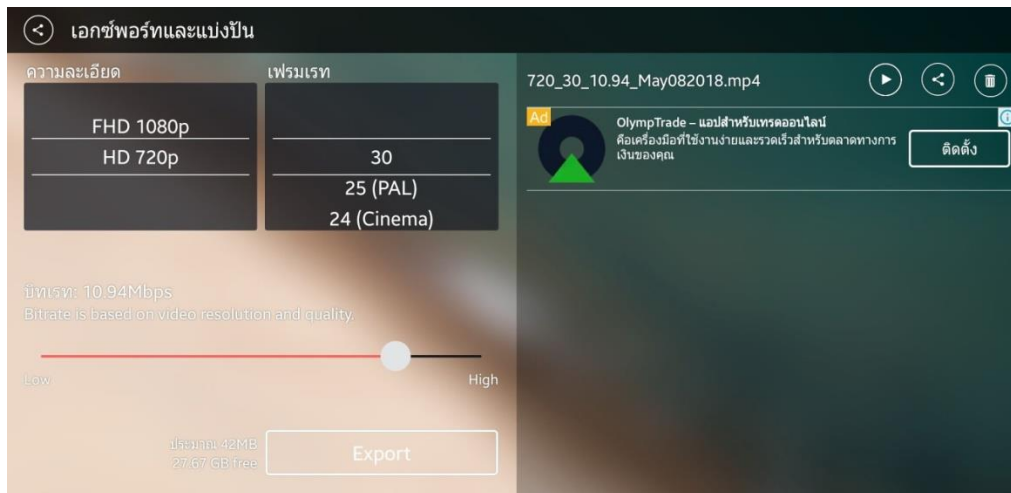 เอกซ์พอร์ทและแบ่งปัน
ความละเอียด
เฟรมเรท
FHD 1080p
HD 720p
30
25 (PAL)
24 (Cinema)
บิทเรท: 10.94Mbps
Bitrate is based on video resolution and quality.
Low
High
ประมาณ 42MB
27.67 GB free
Export
720_30_10.94_May082018.mp4
Ad
OlympTrade – แอปสำหรับเทรดออนไลน์
คือเครื่องมือที่ใช้งานง่ายและรวดเร็วสำหรับตลาดทางการ
เงินของคุณ
ติดตั้ง